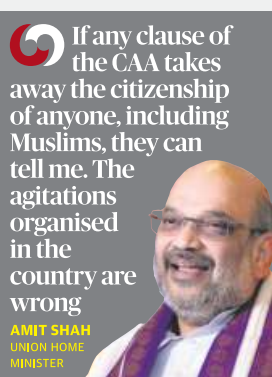 If any clause of
the CAA takes
away the citizenship
of anyone, including
Muslims, they can
tell me. The
agitations
organised
in the
country are
wrong
AMIT SHAH
UNION HOME
MINISTER